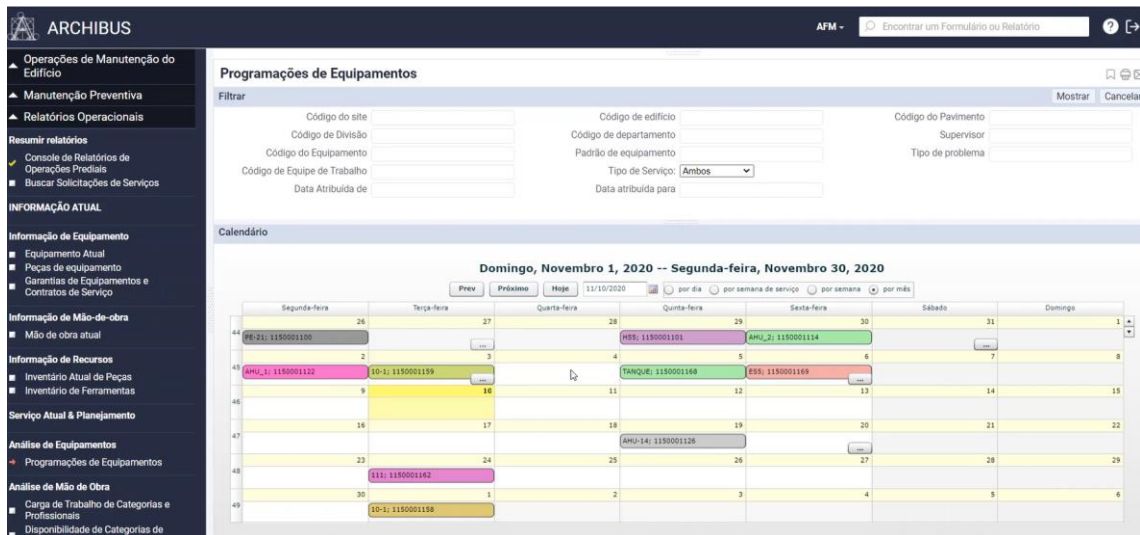 ARCHIBUS
AFM
Encontrar um Formulário ou Relatório
Operações de Manutenção do
Edifício
Manutenção Preventiva
Relatórios Operacionais
Resumir relatórios
Console de Relatórios de
Operações Prediais
Buscar Solicitações de Serviços
INFORMAÇÃO ATUAL
Informação de Equipamento
Equipamento Atual
Peças de equipamento
Garantias de Equipamentos e
Contratos de Serviço
Informação de Mão-de-obra
Mão de obra atual
Informação de Recursos
Inventário Atual de Peças
Inventário de Ferramentas
Serviço Atual & Planejamento
Análise de Equipamentos
Programações de Equipamentos
Análise de Mão de Obra
Carga de Trabalho de Categorias e
Profissionais
Disponibilidade de Categorias de
Programações de Equipamentos
Filtrar Mostrar Cancelar
Código do site Código de edifício Código do Pavimento
Código de Divisão Código de departamento Supervisor
Código do Equipamento Padrão de equipamento Tipo de problema
Código de Equipe de Trabalho Tipo de Serviço: Ambos
Data Atribuída de Data atribuída para
Calendário
Domingo, Novembro 1, 2020 -- Segunda-feira, Novembro 30, 2020
Prev Próximo Hoje 11/10/2020 por dia por semana de serviço por semana por mês
Segunda-feira Terça-feira Quarta-feira Quinta-feira Sexta-feira Sábado Domingo
26 27 28 29 30 31 1
44 PE-21; 1150001100 ... HSS; 1150001101 AHU_2; 1150001114 ...
2 3 4 5 6 7 8
45 AHU_1; 1150001122 10-1; 1150001159 ... TANQUE; 1150001168 ESS; 1150001169 ...
9 10 11 12 13 14 15
46
16 17 18 19 20 21 22
47 AHU-14; 1150001126 ...
23 24 25 26 27 28 29
48 111; 1150001162
30 1 2 3 4 5 6
49 10-1; 1150001158